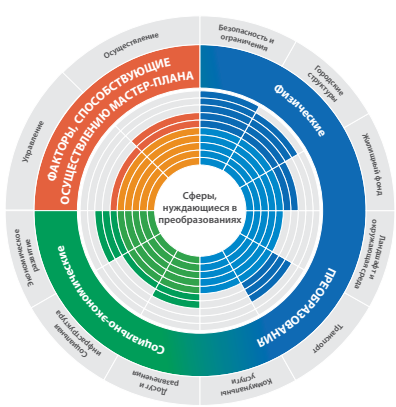 Осуществление
Управление
ФАКТОРЫ, СПОСОБСТВУЮЩИЕ
ОСУЩЕСТВЛЕНИЮ МАСТЕР-ПЛАНА
Безопасность и
ограничения
Городские
структуры
Жилищный фонд
Ландшафт и
окружающая среда
Транспорт
Коммунальны
услуги
Досуг и
развлечения
Социальная
инфраструктура
Экономическое
развитие
Физические
ПРЕОБРАЗОВАНИЯ
Социально-экономические
Сферы,
нуждающиеся в
преобразованиях